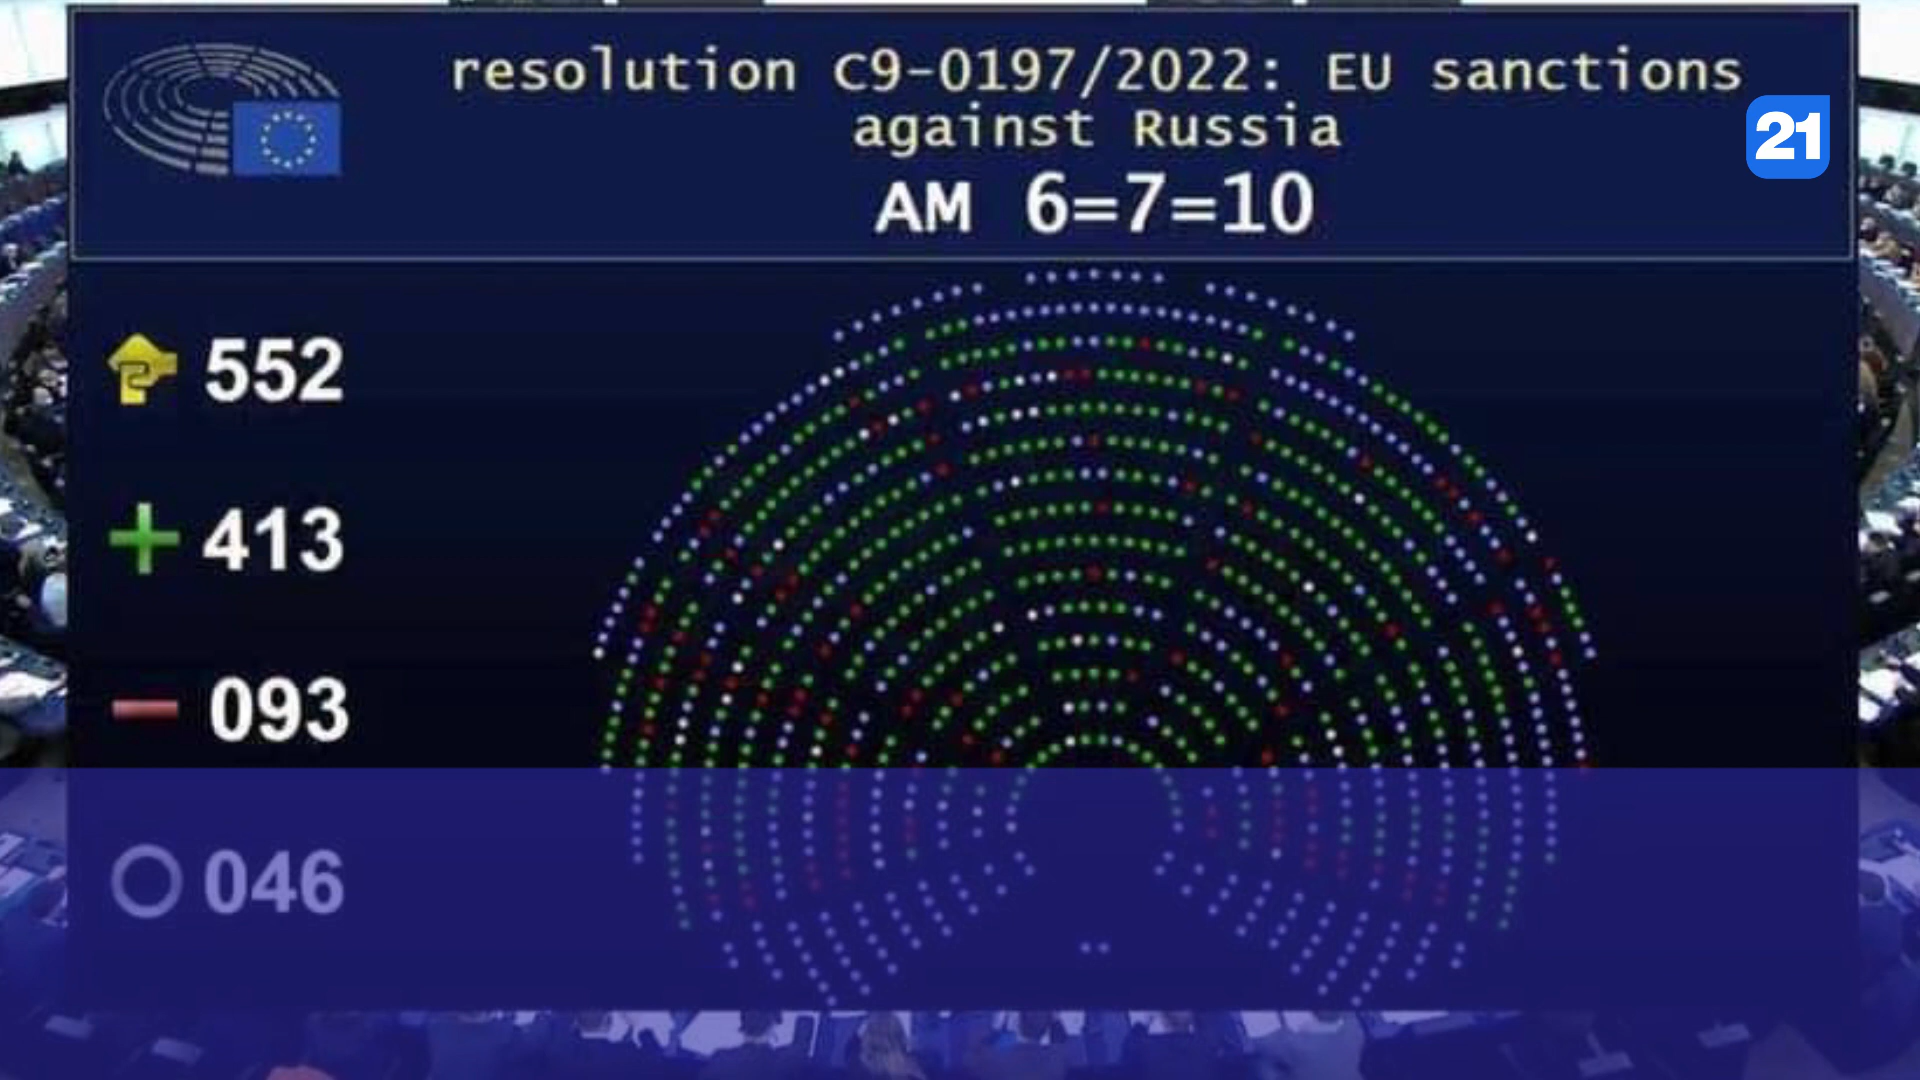 resolution C9-0197/2022: EU sanctions
against Russia
AM 6=7=10
21
552
413
093
046